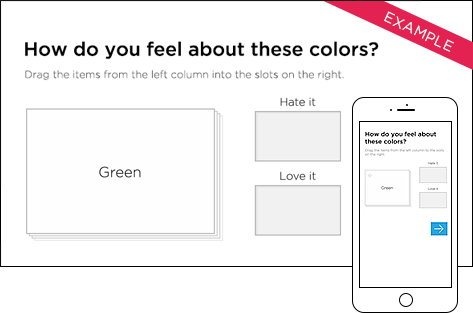 EXAMPLE
How do you feel about these colors?
Drag the items from the left column into the slots on the right.
Hate it
Green
Love it
How do you feel about
these colors?
Drag the items from the left column into the slots
on the right.
Hate it
Green
Love it